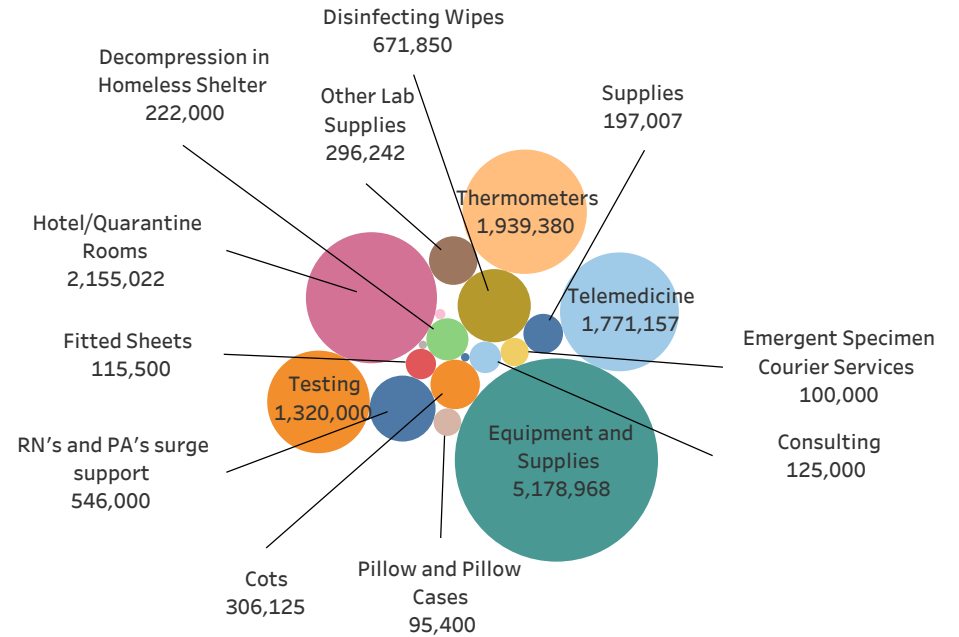 Disinfecting Wipes
671,850
Decompression in
Homeless Shelter
222,000
Other Lab
Supplies
296,242
Supplies
197,007
Thermometers
1,939,380
Hotel/Quarantine
Rooms
2,155,022
Telemedicine
1,771,157
Fitted Sheets
115,500
Emergent Specimen
Courier Services
100,000
Testing
1,320,000
RN's and PA's surge
support
546,000
Equipment and
Supplies
5,178,968
Consulting
125,000
Cots
306,125
Pillow and Pillow
Cases
95,400